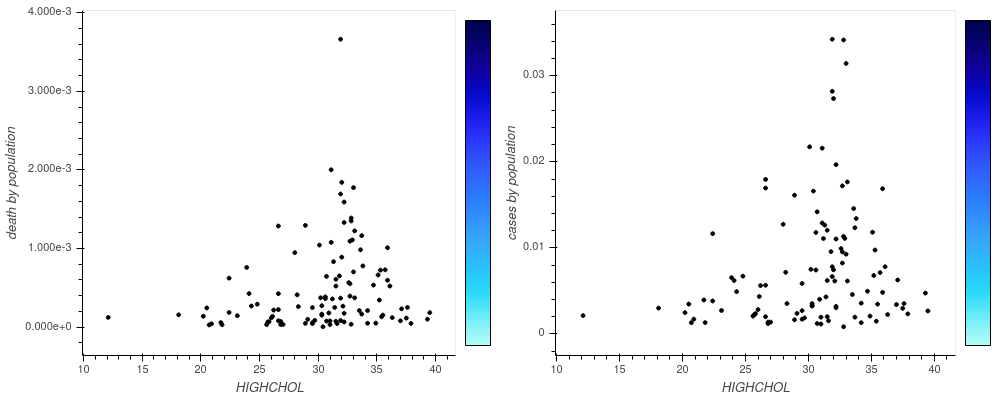 4.000e-3
3.000e-3
2.000e-3
1.000e-3
0.000e+0
death by population
10 15 20 25 30 35 40
HIGHCHOL
0.03
0.02
0.01
0
cases by population
10 15 20 25 30 35 40
HIGHCHOL